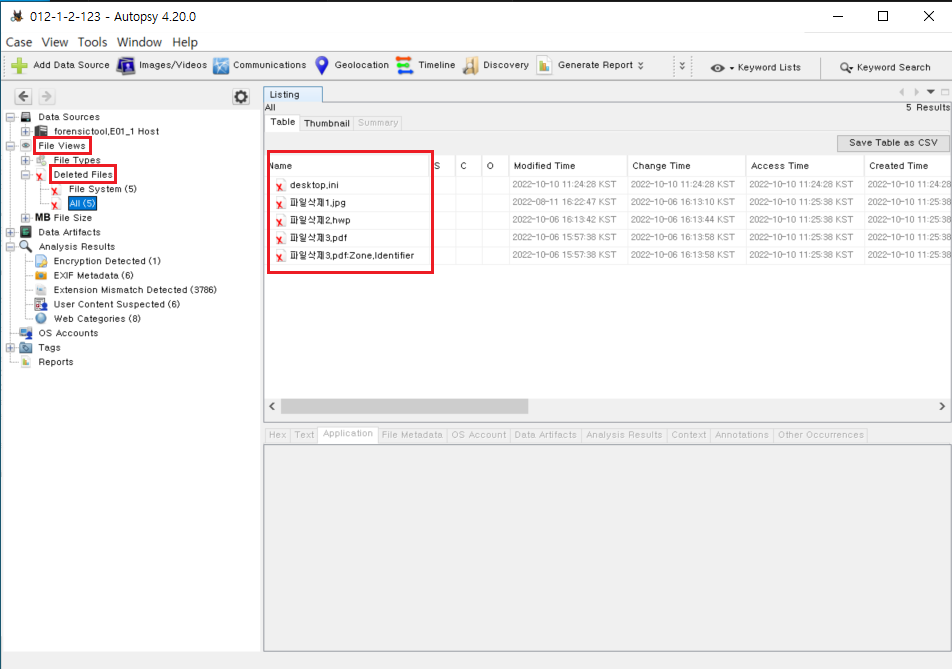 012-1-2-123 - Autopsy 4.20.0
Case View Tools Window Help
Add Data Source Images/Videos Communications Geolocation Timeline Discovery Generate Report Keyword Lists Keyword Search
Listing
All
5 Results
Table Thumbnail Summary
Save Table as CSV
Data Sources
forensictool,E01_1 Host
File Views
File Types
Deleted Files
File System (5)
All (5)
MB File Size
Data Artifacts
Analysis Results
Encryption Detected (1)
EXIF Metadata (6)
Extension Mismatch Detected (3786)
User Content Suspected (6)
Web Categories (8)
OS Accounts
Tags
Reports
Name S C O Modified Time Change Time Access Time Created Time
desktop,ini 2022-10-10 11:24:28 KST 2022-10-10 11:24:28 KST 2022-10-10 11:24:28 KST 2022-10-10 11:24:28
파일삭제1,jpg 2022-08-11 16:22:47 KST 2022-10-06 16:13:10 KST 2022-10-10 11:25:38 KST 2022-10-10 11:25:38
파일삭제2,hwp 2022-10-06 16:13:42 KST 2022-10-06 16:13:44 KST 2022-10-10 11:25:38 KST 2022-10-10 11:25:38
파일삭제3,pdf 2022-10-06 15:57:38 KST 2022-10-06 16:13:58 KST 2022-10-10 11:25:38 KST 2022-10-10 11:25:38
파일삭제3,pdf:Zone,Identifier 2022-10-06 15:57:38 KST 2022-10-06 16:13:58 KST 2022-10-10 11:25:38 KST 2022-10-10 11:25:38
Hex Text Application File Metadata OS Account Data Artifacts Analysis Results Context Annotations Other Occurrences